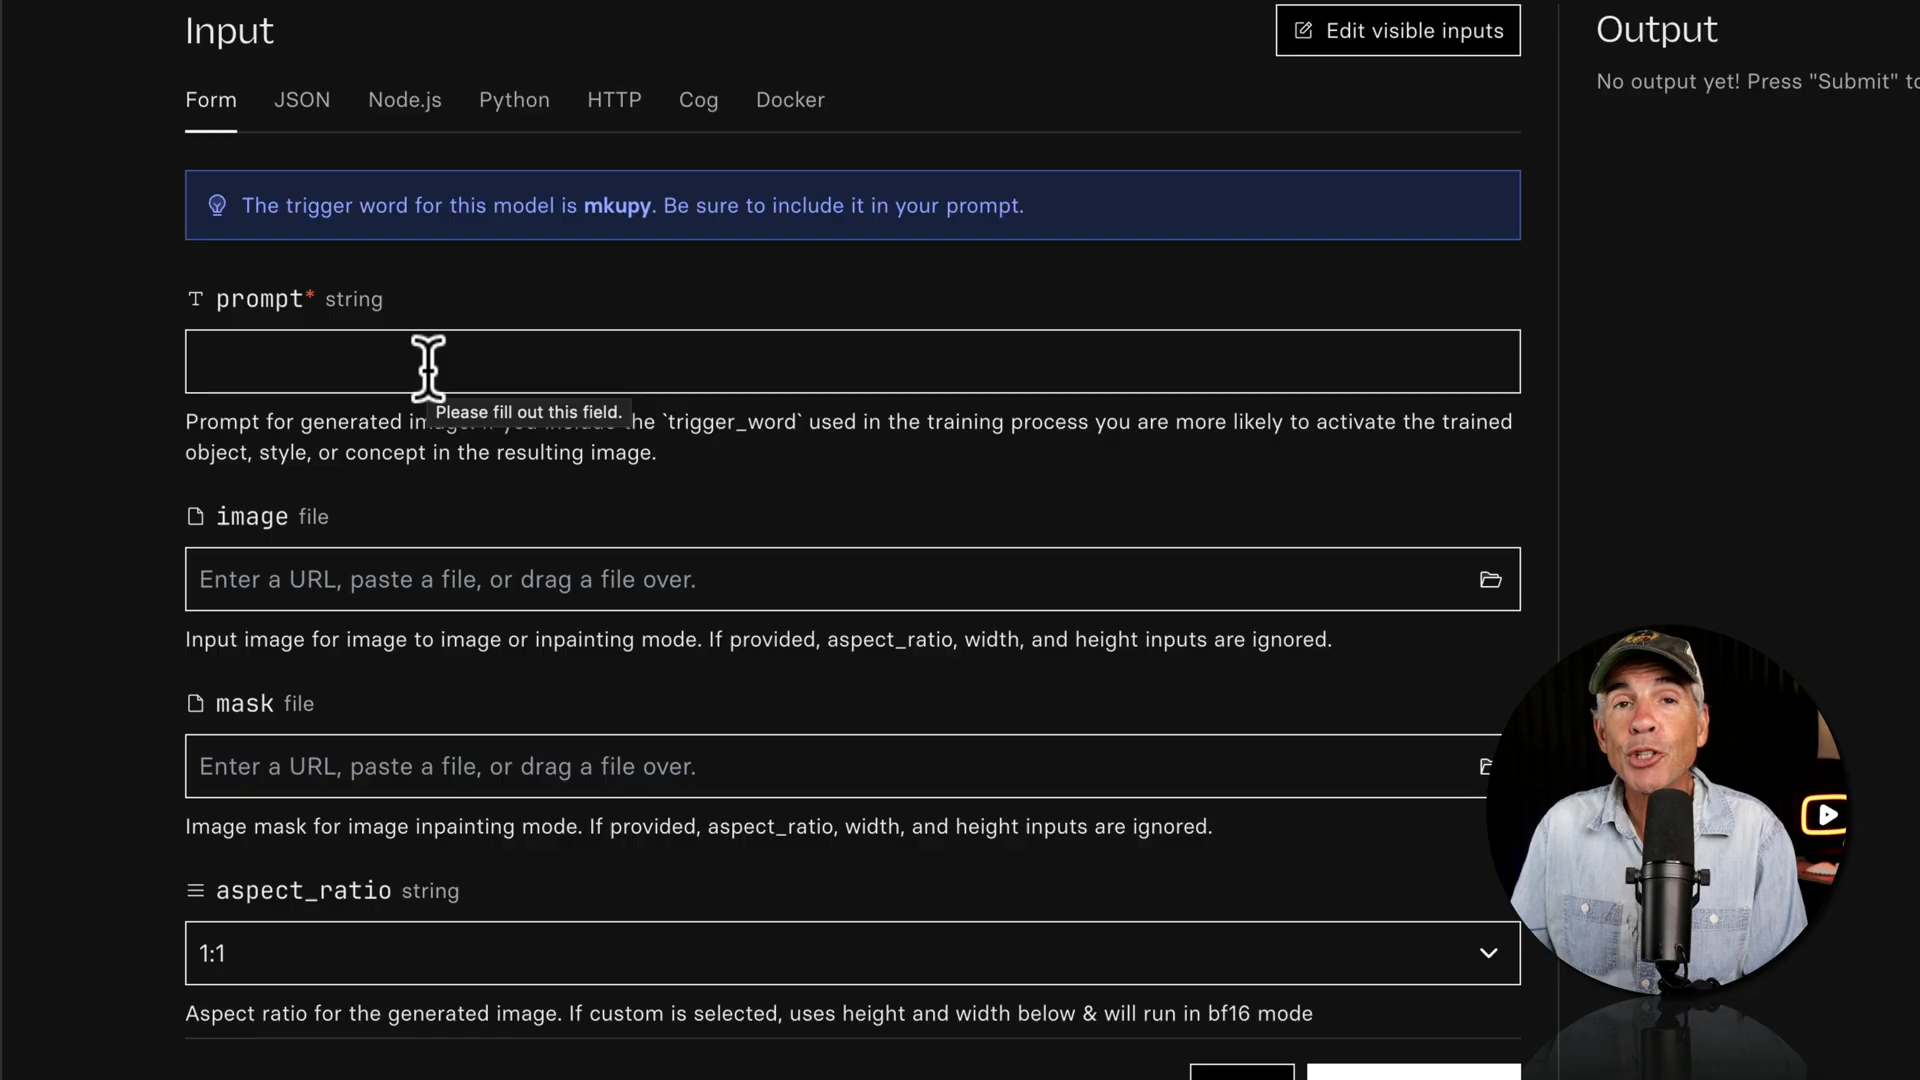 Input
Edit visible inputs
Output
No output yet! Press "Submit" to
Form JSON Node.js Python HTTP Cog Docker
The trigger word for this model is mkupy. Be sure to include it in your prompt.
prompt* string
Please fill out this field.
Prompt for generated the `trigger_word` used in the training process you are more likely to activate the trained
object, style, or concept in the resulting image.
image file
Enter a URL, paste a file, or drag a file over.
Input image for image to image or inpainting mode. If provided, aspect_ratio, width, and height inputs are ignored.
mask file
Enter a URL, paste a file, or drag a file over.
Image mask for image inpainting mode. If provided, aspect_ratio, width, and height inputs are ignored.
aspect_ratio string
1:1
Aspect ratio for the generated image. If custom is selected, uses height and width below & will run in bf16 mode